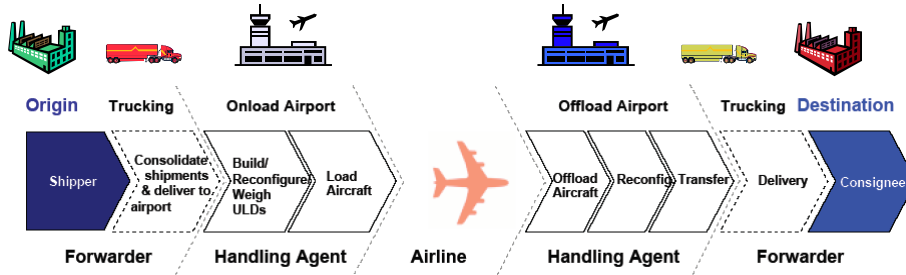 Origin Trucking Onload Airport Offload Airport Trucking Destination
Shipper
Consolidate
shipments
& deliver to
airport
Build/
Reconfigure
Weigh
ULDs
Load
Aircraft
Offload
Aircraft
Reconfig
Transfer
Delivery
Consignee
Forwarder Handling Agent Airline Handling Agent Forwarder